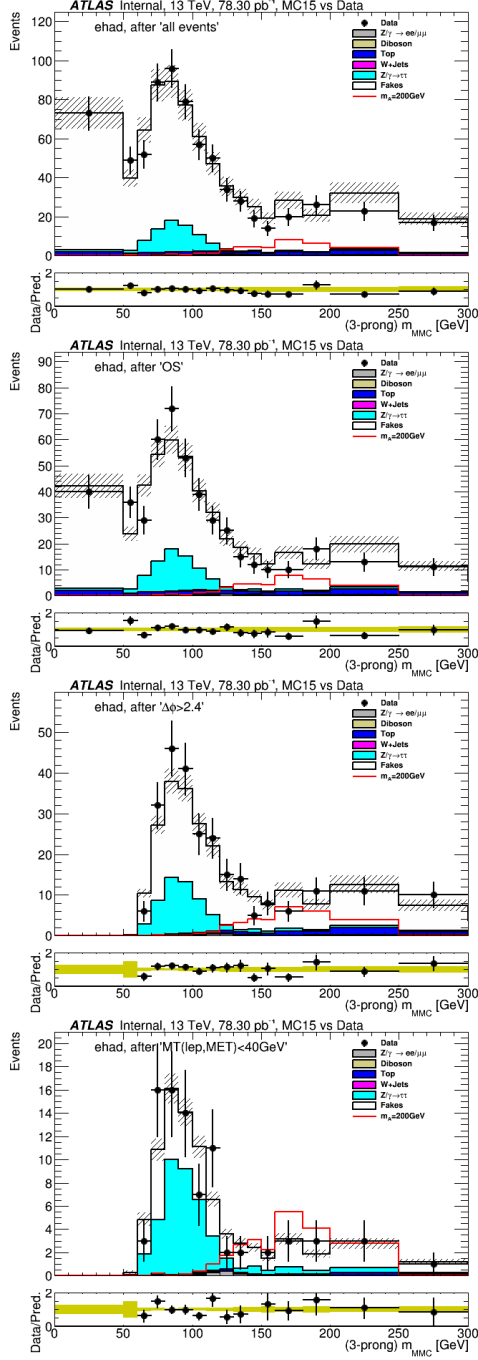 ATLAS Internal, 13 TeV, 78.30 pb⁻¹, MC15 vs Data
Events
ehad, after 'all events'
Data
Z/γ → ee/μμ
Diboson
Top
W+Jets
Z/γ→ττ
Fakes
m_A=200GeV
140
120
100
80
60
40
20
0
Data/Pred.
2
1
0
0 50 100 150 200 250 300
(3-prong) m_MMC [GeV]
ATLAS Internal, 13 TeV, 78.30 pb⁻¹, MC15 vs Data
Events
ehad, after 'OS'
Data
Z/γ → ee/μμ
Diboson
Top
W+Jets
Z/γ→ττ
Fakes
m_A=200GeV
90
80
70
60
50
40
30
20
10
0
Data/Pred.
2
1
0
0 50 100 150 200 250 300
(3-prong) m_MMC [GeV]
ATLAS Internal, 13 TeV, 78.30 pb⁻¹, MC15 vs Data
Events
ehad, after 'Δϕ>2.4'
Data
Z/γ → ee/μμ
Diboson
Top
W+Jets
Z/γ→ττ
Fakes
m_A=200GeV
50
40
30
20
10
0
Data/Pred.
2
1
0
0 50 100 150 200 250 300
(3-prong) m_MMC [GeV]
ATLAS Internal, 13 TeV, 78.30 pb⁻¹, MC15 vs Data
Events
ehad, after 'MT(lep,MET)<40GeV'
Data
Z/γ → ee/μμ
Diboson
Top
W+Jets
Z/γ→ττ
Fakes
m_A=200GeV
20
18
16
14
12
10
8
6
4
2
0
Data/Pred.
2
1
0
0 50 100 150 200 250 300
(3-prong) m_MMC [GeV]